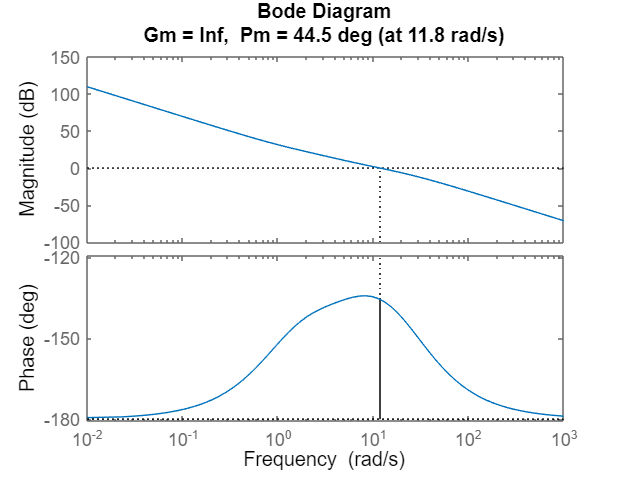 Bode Diagram
Gm = Inf,  Pm = 44.5 deg (at 11.8 rad/s)
Magnitude (dB)
150
100
50
0
-50
-100
Phase (deg)
-120
-150
-180
10^-2 10^-1 10^0 10^1 10^2 10^3
Frequency  (rad/s)